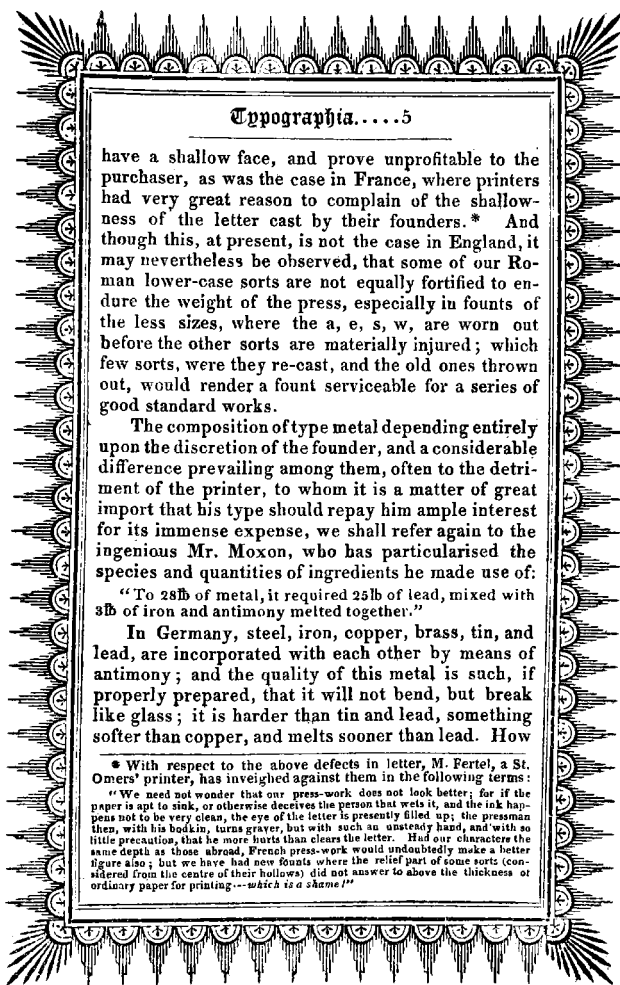 Typographia.....5
have a shallow face, and prove unprofitable to the
purchaser, as was the case in France, where printers
had very great reason to complain of the shallow-
ness of the letter cast by their founders.* And
though this, at present, is not the case in England, it
may nevertheless be observed, that some of our Ro-
man lower-case sorts are not equally fortified to en-
dure the weight of the press, especially in founts of
the less sizes, where the a, e, s, w, are worn out
before the other sorts are materially injured; which
few sorts, were they re-cast, and the old ones thrown
out, would render a fount serviceable for a series of
good standard works.
The composition of type metal depending entirely
upon the discretion of the founder, and a considerable
difference prevailing among them, often to the detri-
ment of the printer, to whom it is a matter of great
import that his type should repay him ample interest
for its immense expense, we shall refer again to the
ingenious Mr. Moxon, who has particularised the
species and quantities of ingredients he made use of:
"To 28℔ of metal, it required 25℔ of lead, mixed with
3℔ of iron and antimony melted together."
In Germany, steel, iron, copper, brass, tin, and
lead, are incorporated with each other by means of
antimony; and the quality of this metal is such, if
properly prepared, that it will not bend, but break
like glass; it is harder than tin and lead, something
softer than copper, and melts sooner than lead. How
* With respect to the above defects in letter, M. Fertel, a St.
Omers' printer, has inveighed against them in the following terms:
"We need not wonder that our press-work does not look better; for if the
paper is apt to sink, or otherwise deceives the person that wets it, and the ink hap-
pens not to be very clean, the eye of the letter is presently filled up; the pressman
then, with his bodkin, turns graver, but with such an unsteady hand, and with so
little precaution, that he more hurts than clears the letter. Had our characters the
same depth as those abroad, French press-work would undoubtedly make a better
figure also; but we have had new founts where the relief part of some sorts (con-
sidered from the centre of their hollows) did not answer to above the thickness of
ordinary paper for printing---which is a shame!"